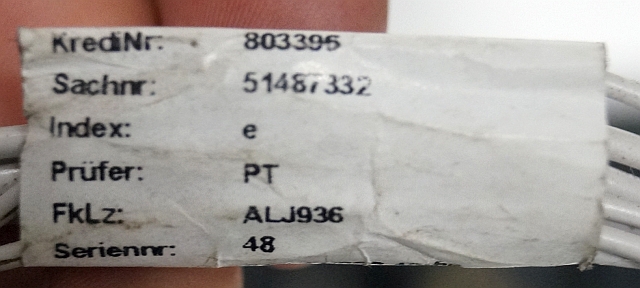 KrediNr: 803395
Sachnr: 51487332
Index: e
Prüfer: PT
FkLz: ALJ936
Seriennr: 48